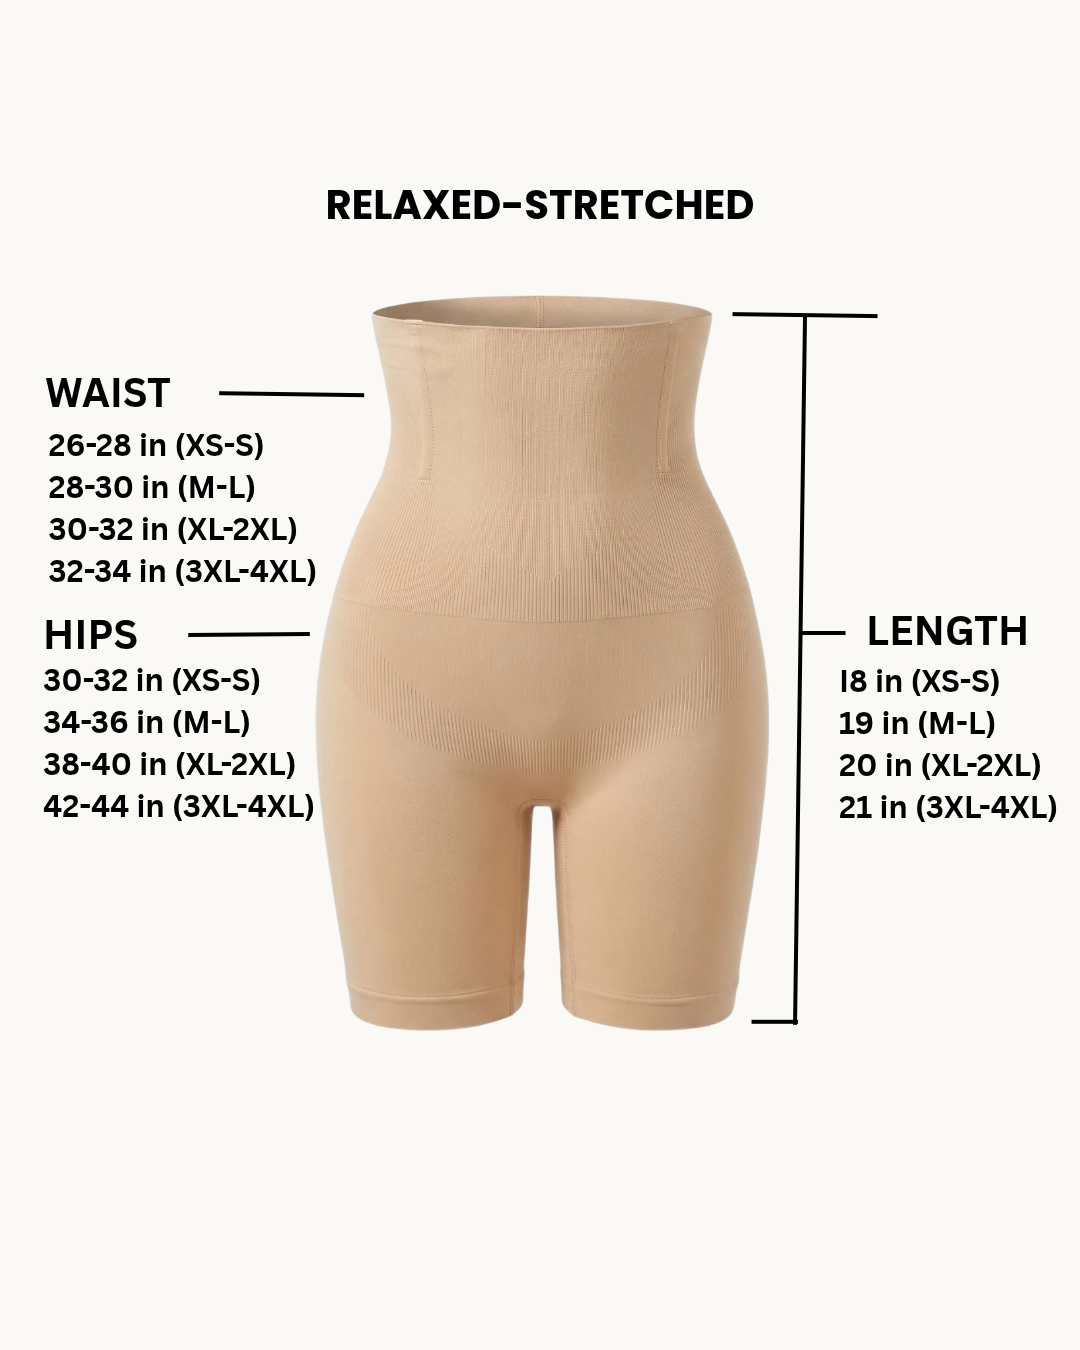 RELAXED-STRETCHED
WAIST
26-28 in (XS-S)
28-30 in (M-L)
30-32 in (XL-2XL)
32-34 in (3XL-4XL)
HIPS
30-32 in (XS-S)
34-36 in (M-L)
38-40 in (XL-2XL)
42-44 in (3XL-4XL)
LENGTH
I8 in (XS-S)
19 in (M-L)
20 in (XL-2XL)
21 in (3XL-4XL)